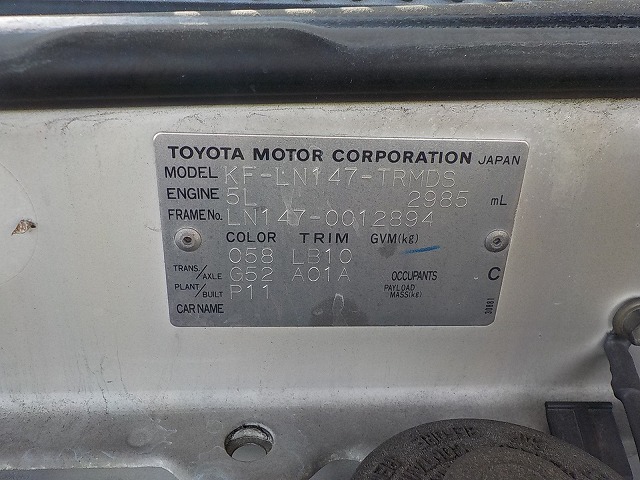 TOYOTA MOTOR CORPORATION JAPAN
MODEL KF-LN147-TRMDS
ENGINE 5L 2985 mL
FRAME No. LN147-0012894
COLOR TRIM GVM(kg)
058 LB10
TRANS/AXLE G52 A01A OCCUPANTS C
PLANT/BUILT P11 PAYLOAD MASS(kg)
CAR NAME
30881